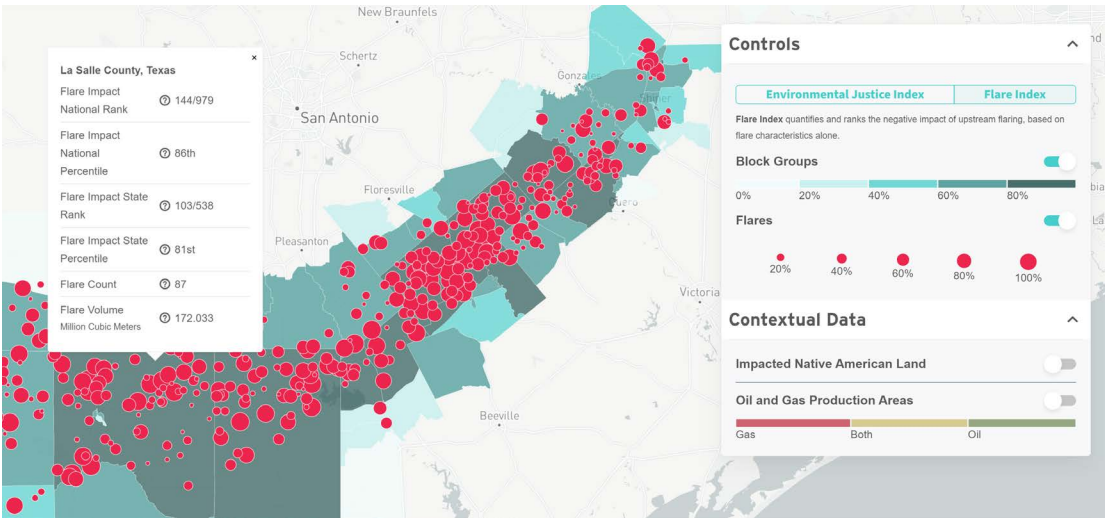 New Braunfels
Schertz
San Antonio
Gonzales
Shiner
Floresville
Cuero
Pleasanton
Victoria
Beeville
×
La Salle County, Texas
Flare Impact
National Rank
? 144/979
Flare Impact
National
Percentile
? 86th
Flare Impact State
Rank
? 103/538
Flare Impact State
Percentile
? 81st
Flare Count
? 87
Flare Volume
Million Cubic Meters
? 172.033
Controls
Environmental Justice Index
Flare Index
Flare Index quantifies and ranks the negative impact of upstream flaring, based on
flare characteristics alone.
Block Groups
0% 20% 40% 60% 80%
Flares
20% 40% 60% 80% 100%
Contextual Data
Impacted Native American Land
Oil and Gas Production Areas
Gas Both Oil